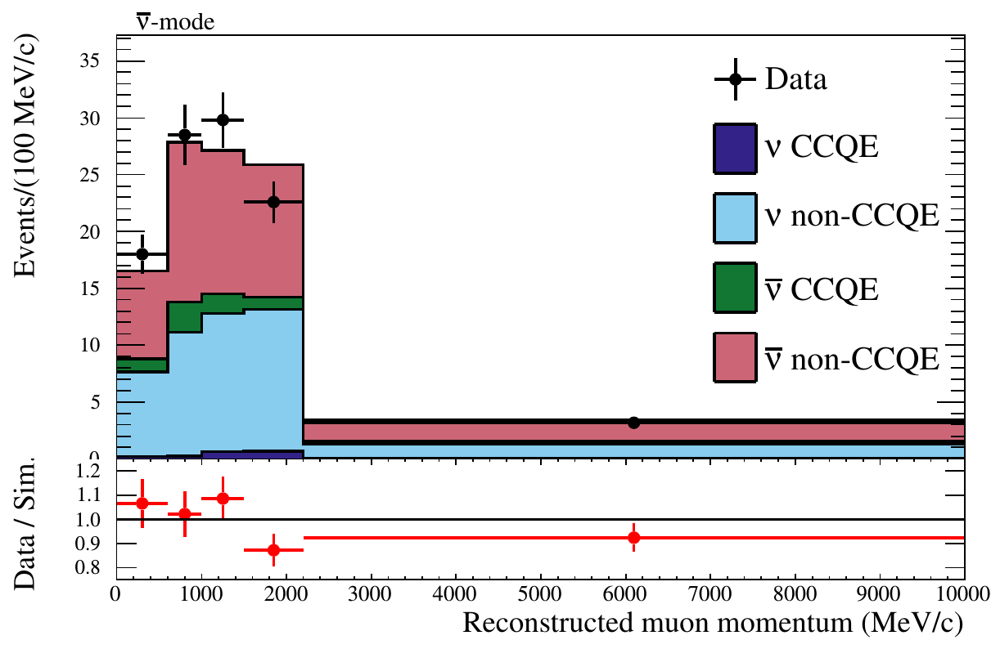 ν̅-mode
Events/(100 MeV/c)
35
30
25
20
15
10
5
0
Data
ν CCQE
ν non-CCQE
ν̅ CCQE
ν̅ non-CCQE
Data / Sim.
1.2
1.1
1.0
0.9
0.8
0 1000 2000 3000 4000 5000 6000 7000 8000 9000 10000
Reconstructed muon momentum (MeV/c)